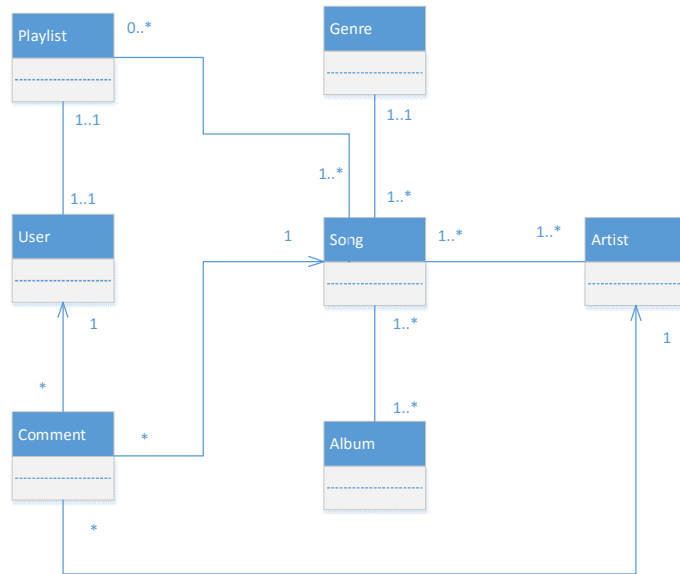 Playlist
0..*
Genre
1..1
1..1
1..*
1..*
1..1
User
1
Song
1..*
1..*
Artist
1
1..*
1
*
1..*
Comment
*
Album
*